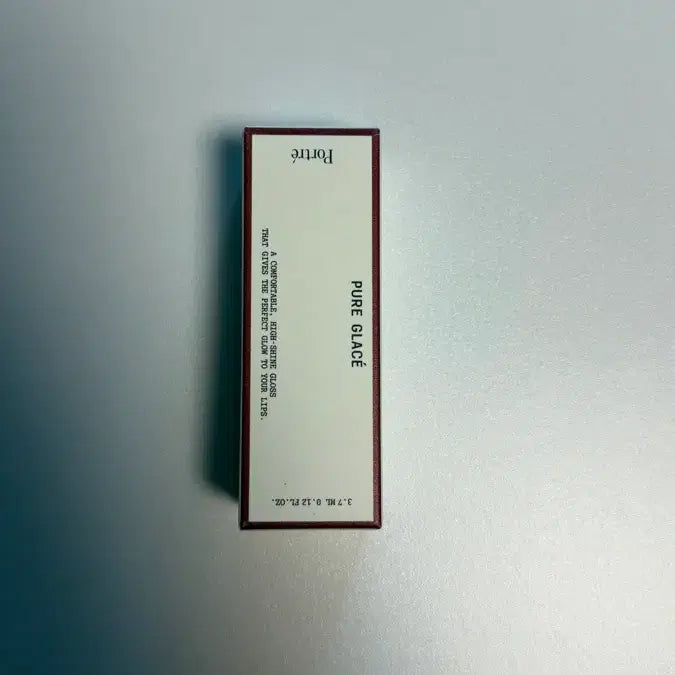 Portré
PURE GLACÉ
A COMFORTABLE, HIGH-SHINE GLOSS
THAT GIVES THE PERFECT GLOW TO YOUR LIPS.
3.7 ML 0.12 FL.OZ.